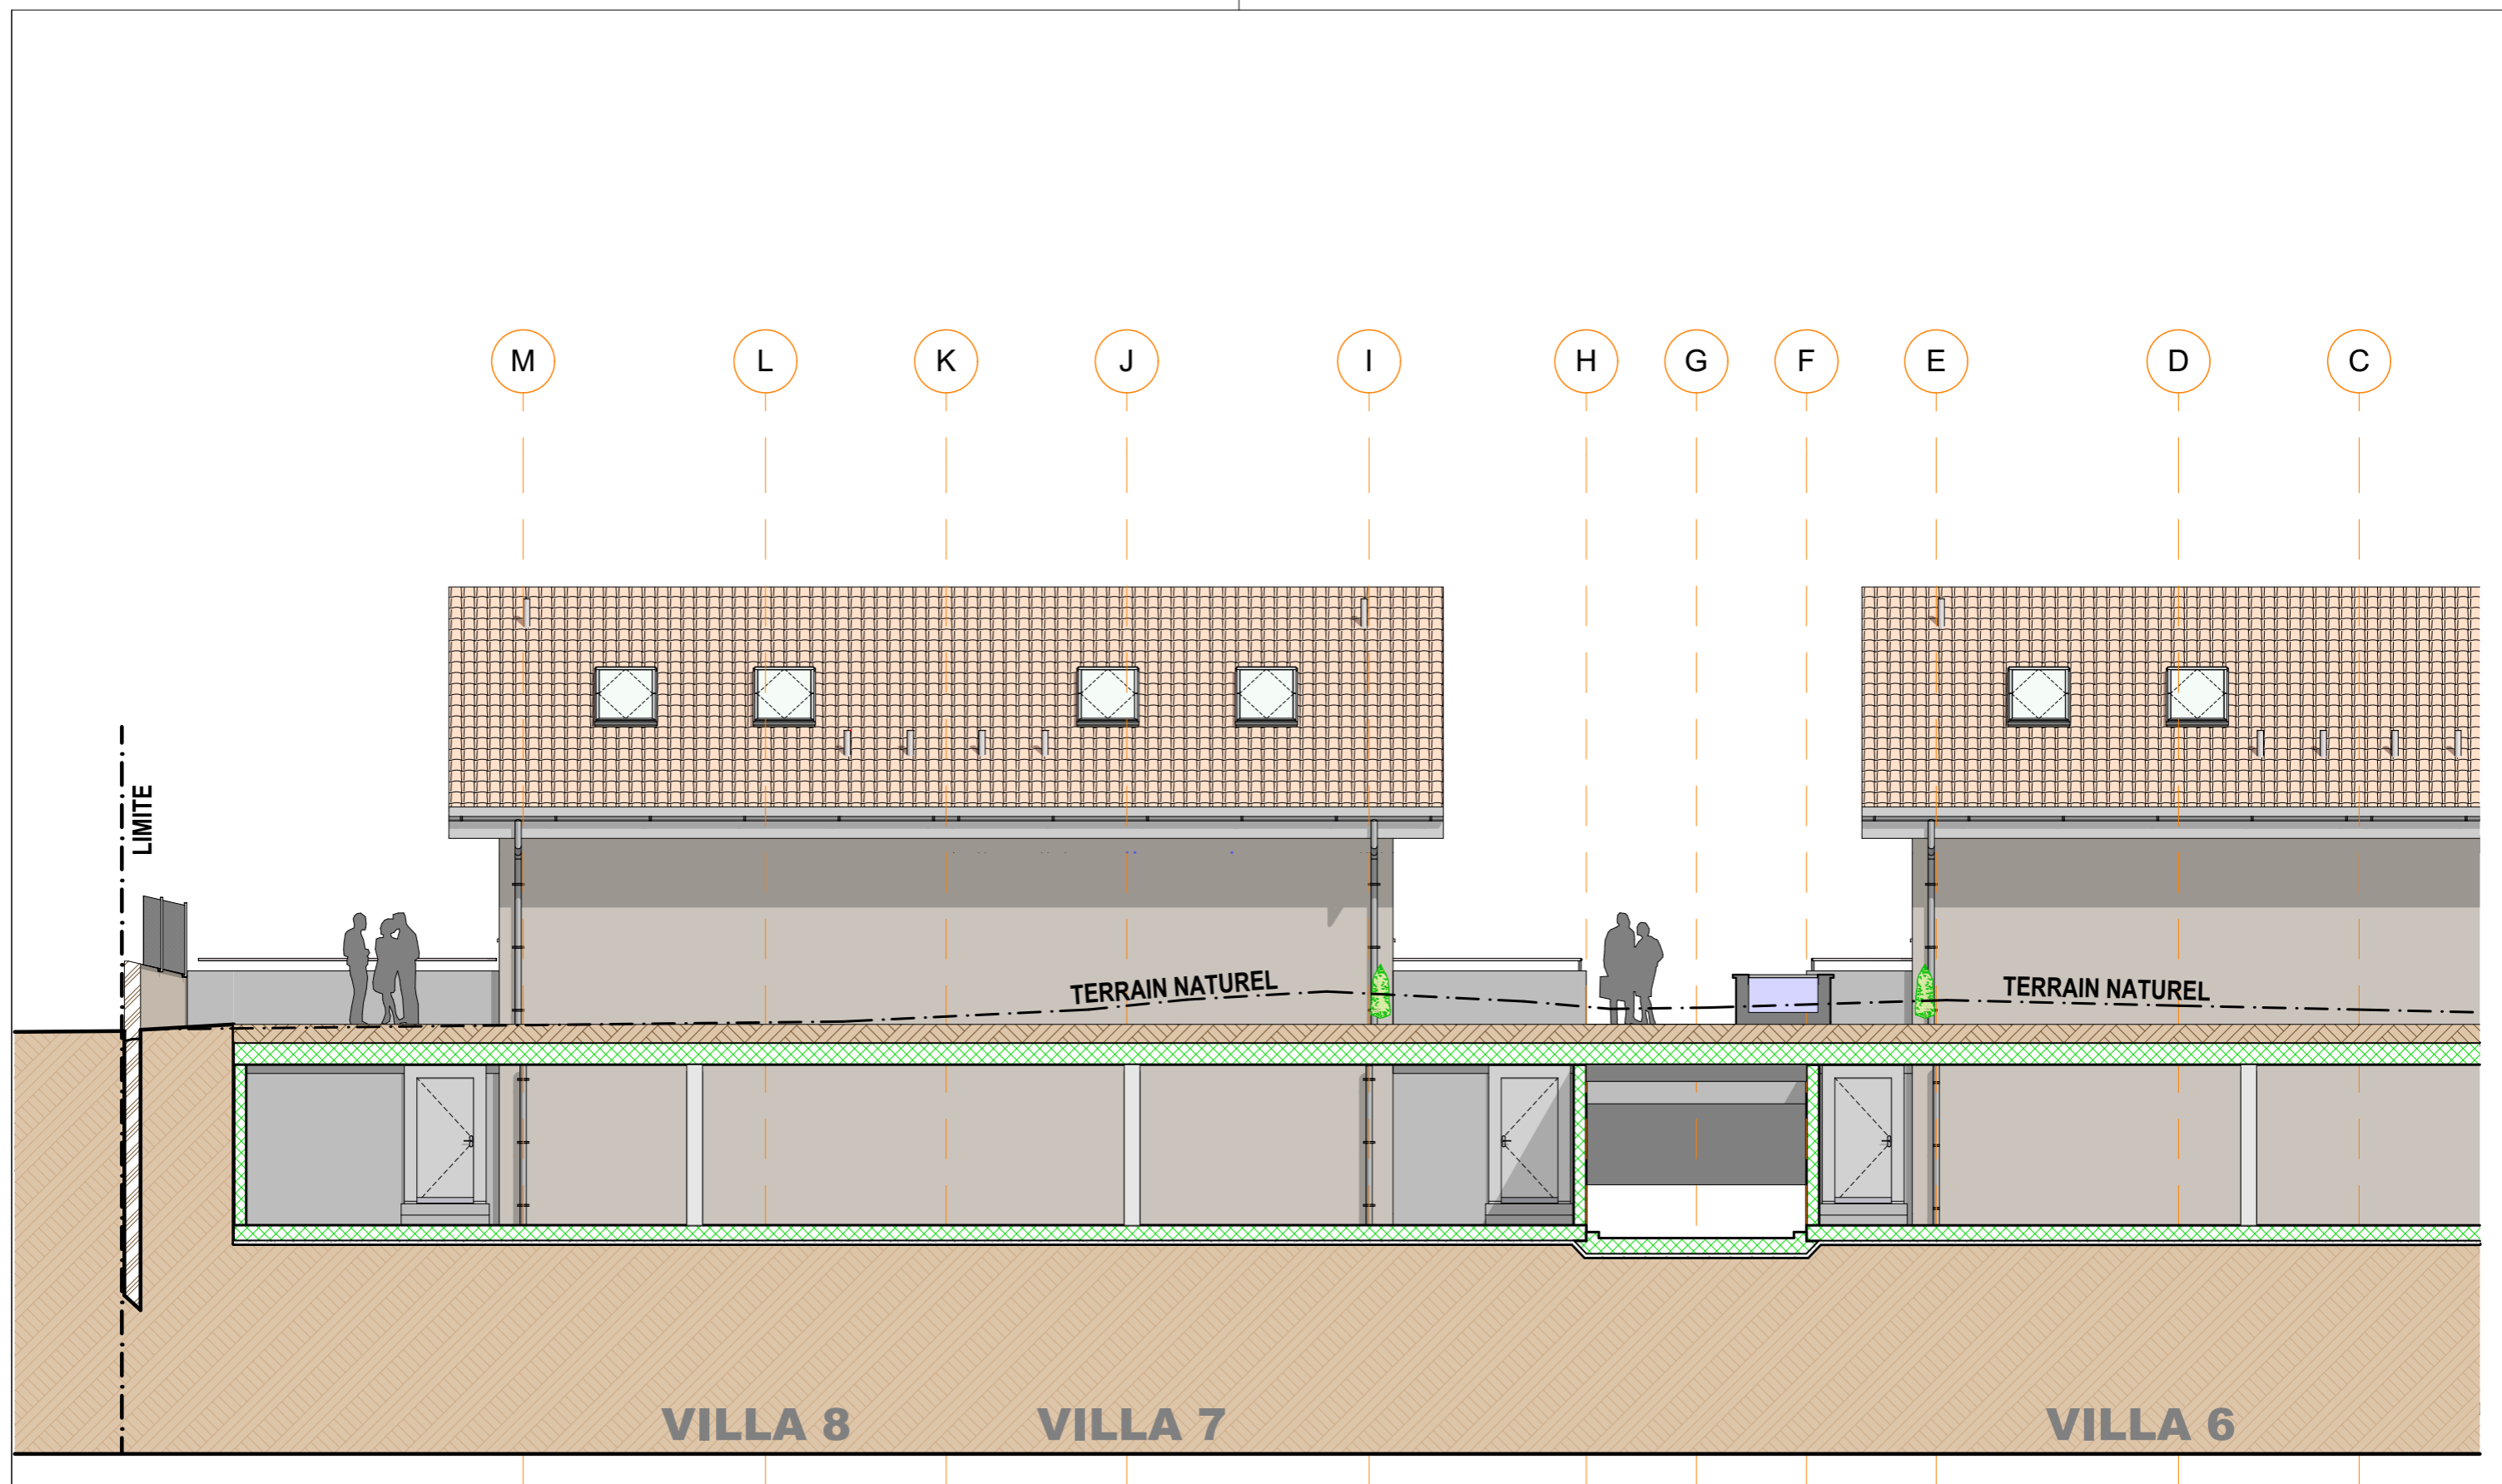 M
L
K
J
I
H
G
F
E
D
C
LIMITE
TERRAIN NATUREL
TERRAIN NATUREL
VILLA 8
VILLA 7
VILLA 6